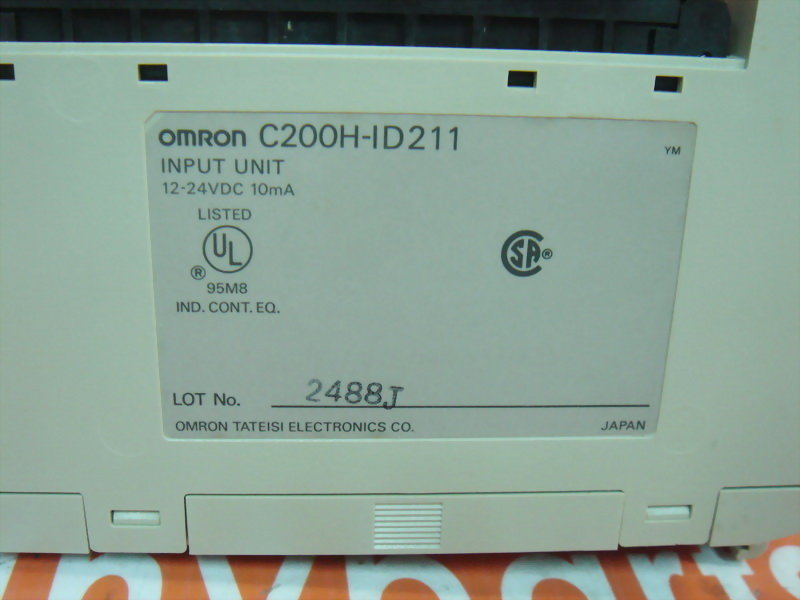 OMRON C200H-ID211
YM
INPUT UNIT
12-24VDC 10mA
LISTED
UL
®
95M8
IND. CONT. EQ.
SA®
LOT No. 2488J
OMRON TATEISI ELECTRONICS CO. JAPAN